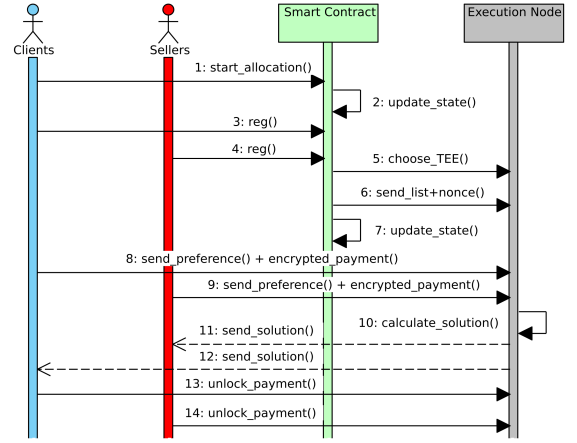 Smart Contract
Execution Node
Clients
Sellers
1: start_allocation()
2: update_state()
3: reg()
4: reg()
5: choose_TEE()
6: send_list+nonce()
7: update_state()
8: send_preference() + encrypted_payment()
9: send_preference() + encrypted_payment()
10: calculate_solution()
11: send_solution()
12: send_solution()
13: unlock_payment()
14: unlock_payment()